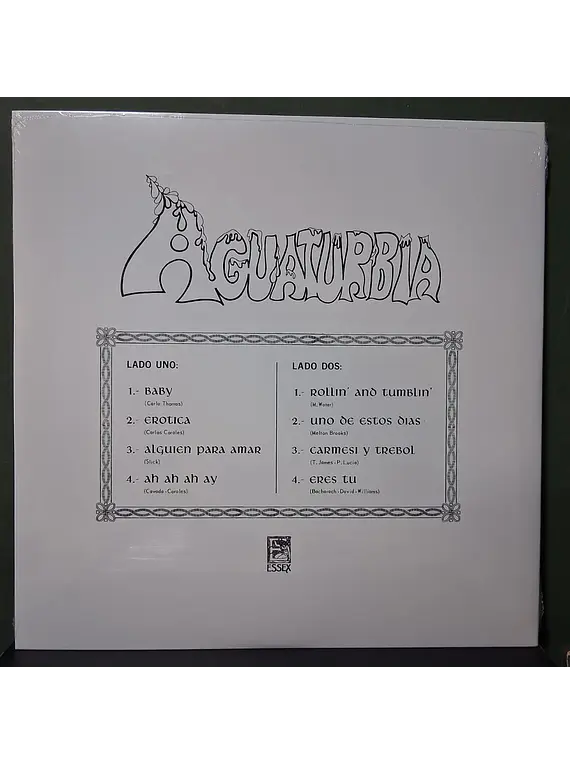 AGUATURBIA
LADO UNO:
1.- BABY
(Carla Thomas)
2.- EROTICA
(Carlos Corales)
3.- ALGUIEN PARA AMAR
(Slick)
4.- AH AH AH AY
(Cavada-Corales)
LADO DOS:
1.- ROLLIN' AND TUMBLIN'
(M. Water)
2.- UNO DE ESTOS DIAS
(Melton Brooks)
3.- CARMESI Y TREBOL
(T. James-P. Lucia)
4.- ERES TU
(Bacharach-David-Williams)
ESSEX